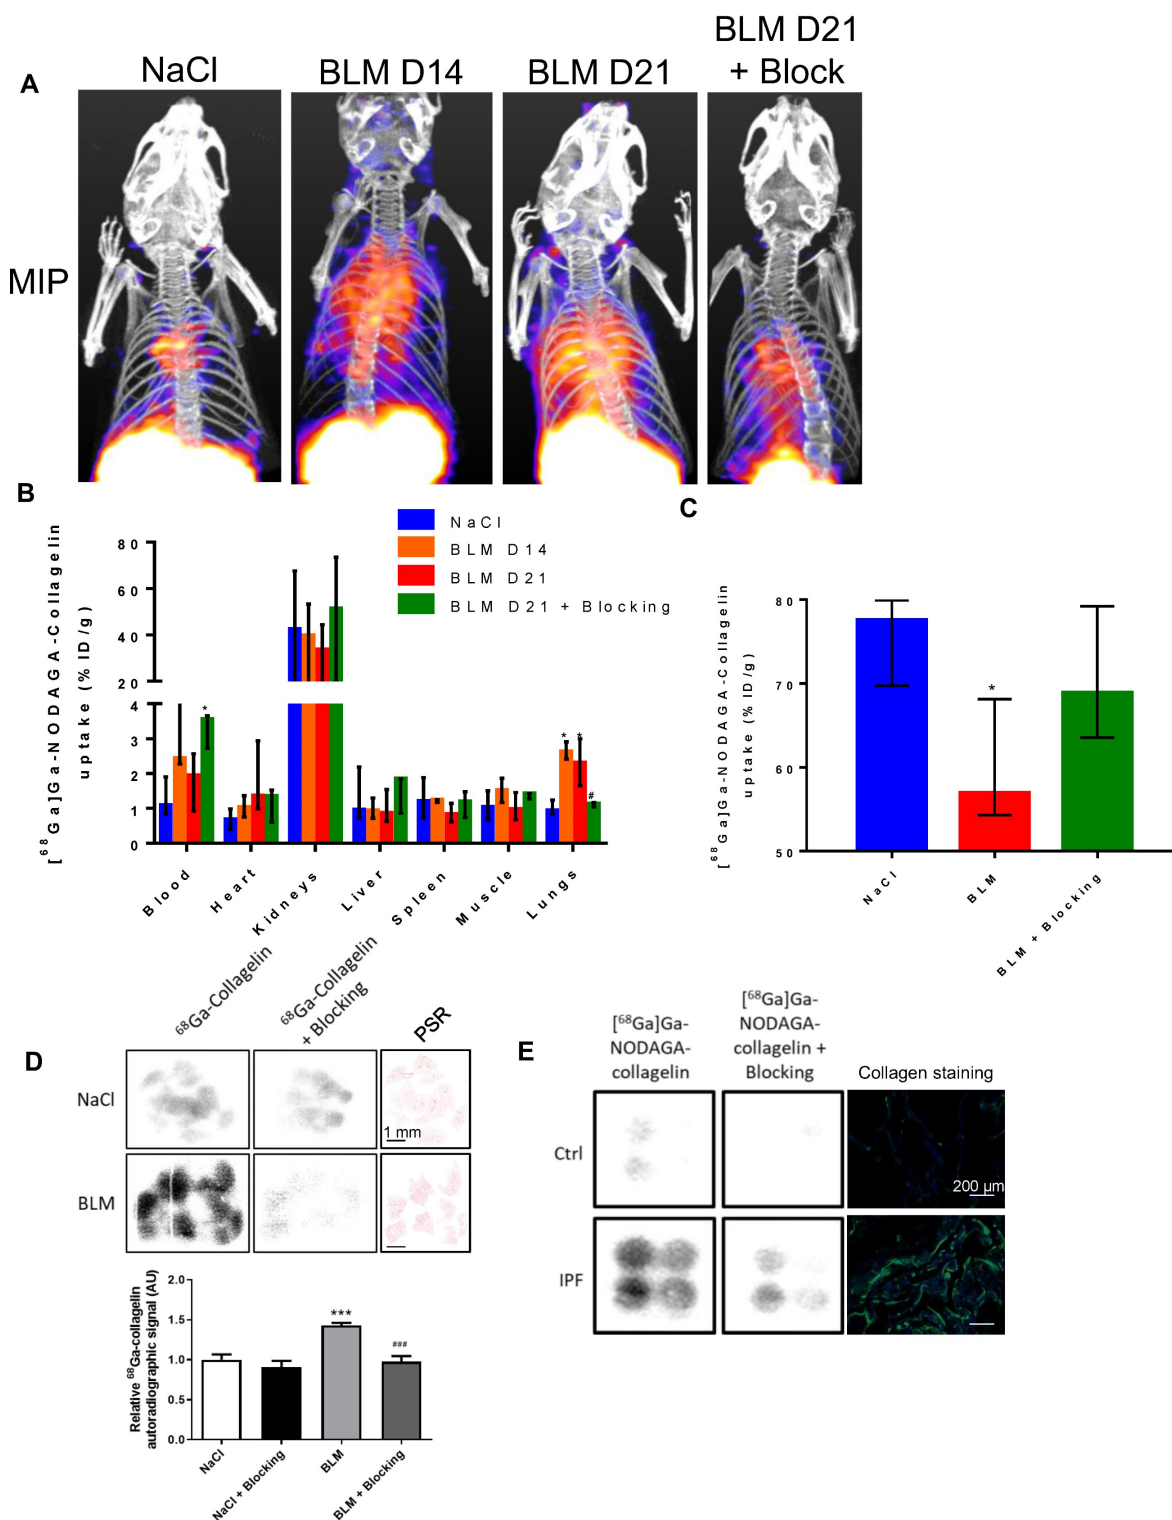 A
NaCl
BLM D14
BLM D21
BLM D21
+ Block
MIP
B
[⁶⁸Ga]Ga-NODAGA-Collagelin
uptake (% ID/g)
80
60
40
20
4
3
2
1
0
NaCl
BLM D14
BLM D21
BLM D21 + Blocking
*
* *
#
Blood
Heart
Kidneys
Liver
Spleen
Muscle
Lungs
C
[⁶⁸Ga]Ga-NODAGA-Collagelin
uptake (% ID/g)
80
70
60
50
*
NaCl
BLM
BLM + Blocking
D
⁶⁸Ga-Collagelin
⁶⁸Ga-Collagelin
+ Blocking
PSR
NaCl
1 mm
BLM
Relative ⁶⁸Ga-collagelin
autoradiographic signal (AU)
2.0
1.5
1.0
0.5
0.0
***
###
NaCl
NaCl + Blocking
BLM
BLM + Blocking
E
[⁶⁸Ga]Ga-
NODAGA-
collagelin
[⁶⁸Ga]Ga-
NODAGA-
collagelin +
Blocking
Collagen staining
Ctrl
200 µm
IPF